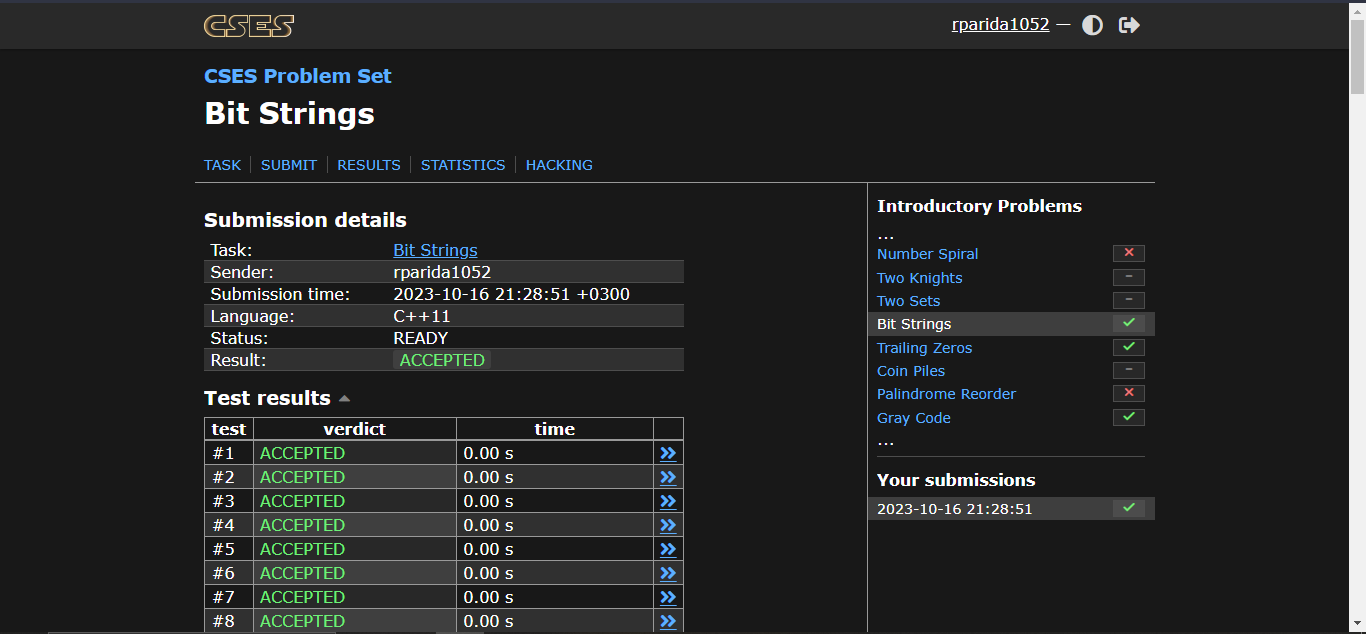 CSES
rparida1052 —
CSES Problem Set
Bit Strings
TASK SUBMIT RESULTS STATISTICS HACKING
Submission details
Task: Bit Strings
Sender: rparida1052
Submission time: 2023-10-16 21:28:51 +0300
Language: C++11
Status: READY
Result: ACCEPTED
Test results
test verdict time
#1 ACCEPTED 0.00 s »
#2 ACCEPTED 0.00 s »
#3 ACCEPTED 0.00 s »
#4 ACCEPTED 0.00 s »
#5 ACCEPTED 0.00 s »
#6 ACCEPTED 0.00 s »
#7 ACCEPTED 0.00 s »
#8 ACCEPTED 0.00 s »
Introductory Problems
...
Number Spiral
Two Knights –
Two Sets –
Bit Strings
Trailing Zeros
Coin Piles –
Palindrome Reorder
Gray Code
...
Your submissions
2023-10-16 21:28:51